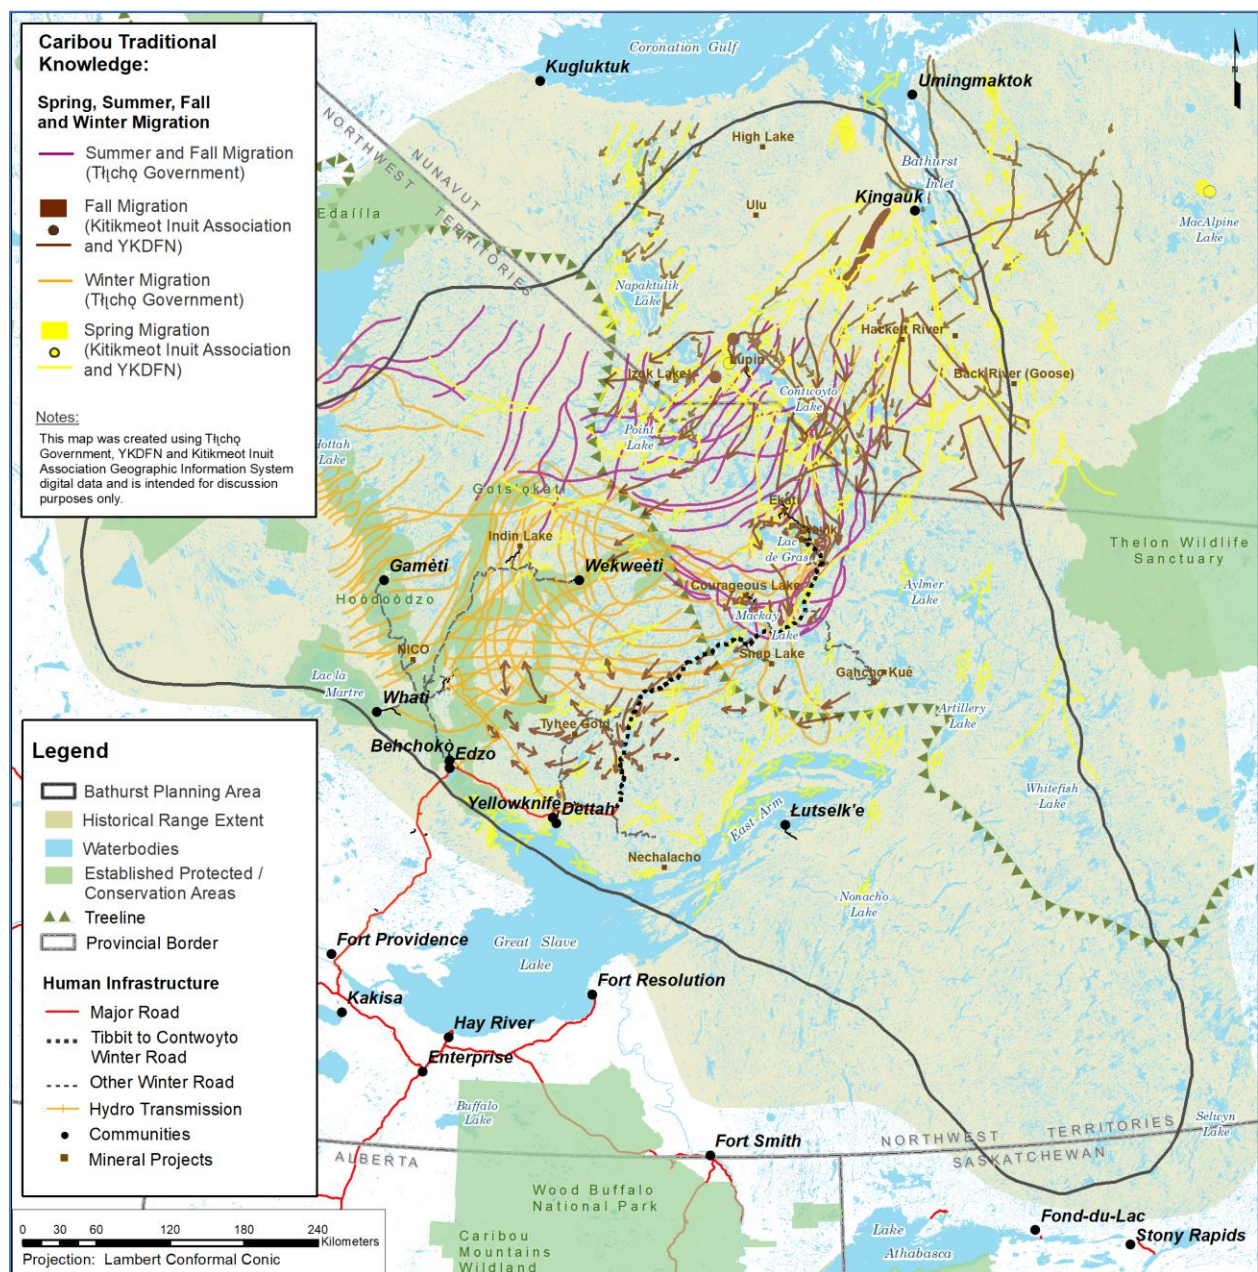 Caribou Traditional
Knowledge:
Spring, Summer, Fall
and Winter Migration
Summer and Fall Migration
(Tłı̨chǫ Government)
Fall Migration
(Kitikmeot Inuit Association
and YKDFN)
Winter Migration
(Tłı̨chǫ Government)
Spring Migration
(Kitikmeot Inuit Association
and YKDFN)
Notes:
This map was created using Tłı̨chǫ
Government, YKDFN and Kitikmeot Inuit
Association Geographic Information System
digital data and is intended for discussion
purposes only.
Legend
Bathurst Planning Area
Historical Range Extent
Waterbodies
Established Protected /
Conservation Areas
Treeline
Provincial Border
Human Infrastructure
Major Road
Tibbit to Contwoyto
Winter Road
Other Winter Road
Hydro Transmission
Communities
Mineral Projects
0 30 60 120 180 240
Kilometers
Projection: Lambert Conformal Conic
Coronation Gulf
Kugluktuk
Umingmaktok
N
High Lake
Bathurst
Inlet
Kingauk
Ulu
MacAlpine
Lake
NORTHWEST TERRITORIES
NUNAVUT
Edaííla
Napaktulik
Lake
Hackett River
Lupin
Izok Lake
Back River (Goose)
Contwoyto
Lake
Point
Lake
Hottah
Lake
Gots'ǫkàtì
Ekati
Diavik
Lac
de Gras
Indin Lake
Thelon Wildlife
Sanctuary
Gamètì
Wekweètì
Hoòdoòdzo
Courageous Lake
Aylmer
Lake
Mackay
Lake
NICO
Snap Lake
Gahcho Kué
Lac la
Martre
Whatì
Artillery
Lake
Tyhee Gold
Behchokò
Edzo
Yellowknife
Dettah
East Arm
Łutselk'e
Whitefish
Lake
Nechalacho
Nonacho
Lake
Fort Providence
Great Slave
Lake
Kakisa
Fort Resolution
Hay River
Enterprise
Buffalo
Lake
Selwyn
Lake
NORTHWEST TERRITORIES
ALBERTA
Fort Smith
SASKATCHEWAN
Wood Buffalo
National Park
Caribou
Mountains
Wildland
Lake
Athabasca
Fond-du-Lac
Stony Rapids